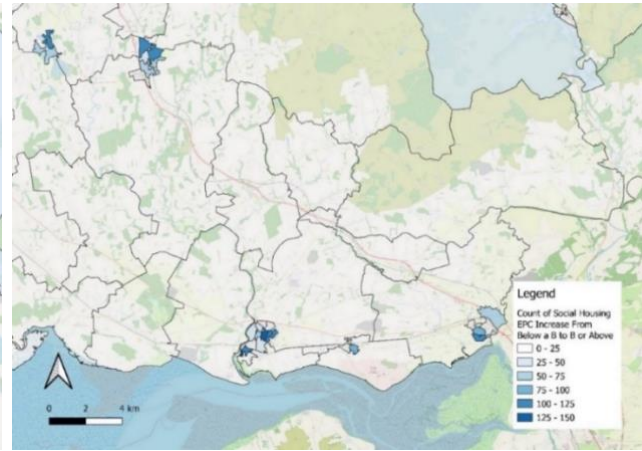 Legend
Count of Social Housing
EPC Increase From
Below a B to B or Above
0 - 25
25 - 50
50 - 75
75 - 100
100 - 125
125 - 150
0 2 4 km